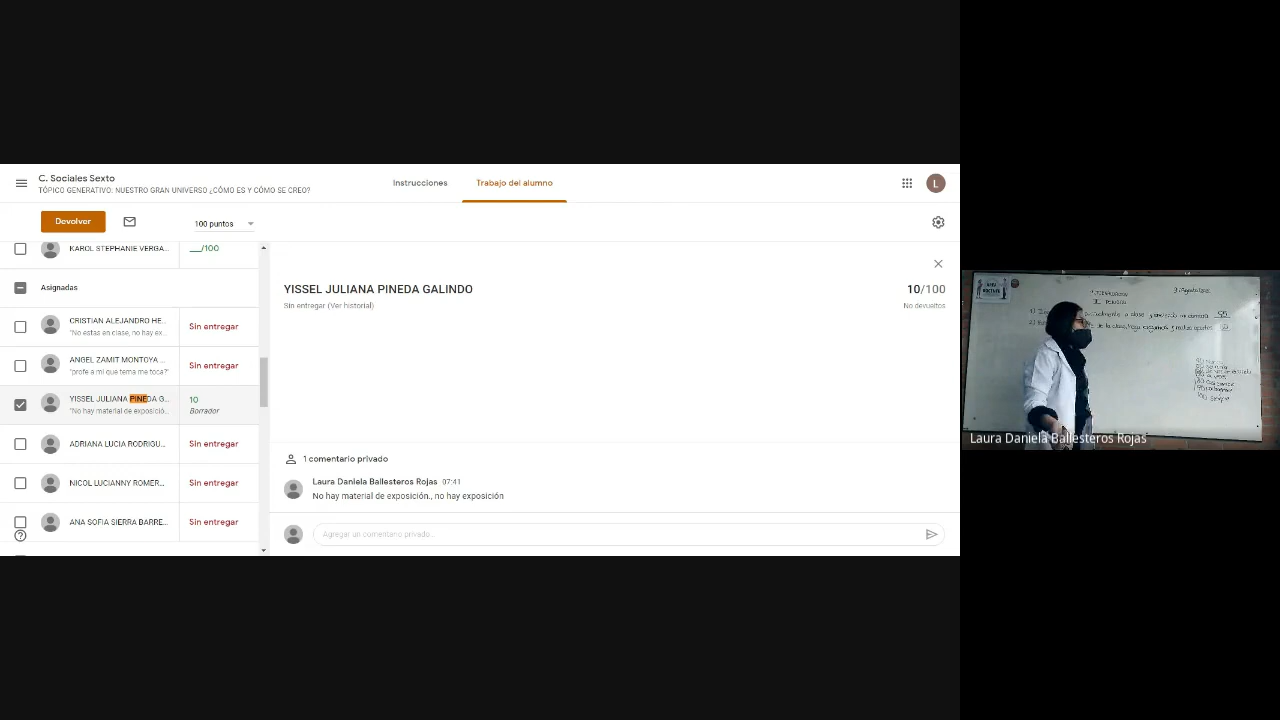 C. Sociales Sexto
TÓPICO GENERATIVO: NUESTRO GRAN UNIVERSO ¿CÓMO ES Y CÓMO SE CREO?
Instrucciones
Trabajo del alumno
L
Devolver
100 puntos
KAROL STEPHANIE VERGA...
__/100
Asignadas
CRISTIAN ALEJANDRO HE...
"No estas en clase, no hay ex...
Sin entregar
ANGEL ZAMIT MONTOYA ...
"profe a mi que tema me toca?"
Sin entregar
YISSEL JULIANA PINEDA G...
"No hay material de exposició...
10
Borrador
ADRIANA LUCIA RODRIGU...
Sin entregar
NICOL LUCIANNY ROMER...
Sin entregar
ANA SOFIA SIERRA BARRE...
Sin entregar
YISSEL JULIANA PINEDA GALINDO
10/100
Sin entregar (Ver historial)
No devueltos
1 comentario privado
Laura Daniela Ballesteros Rojas 07:41
No hay material de exposición., no hay exposición
Agregar un comentario privado...
Laura Daniela Ballesteros Rojas